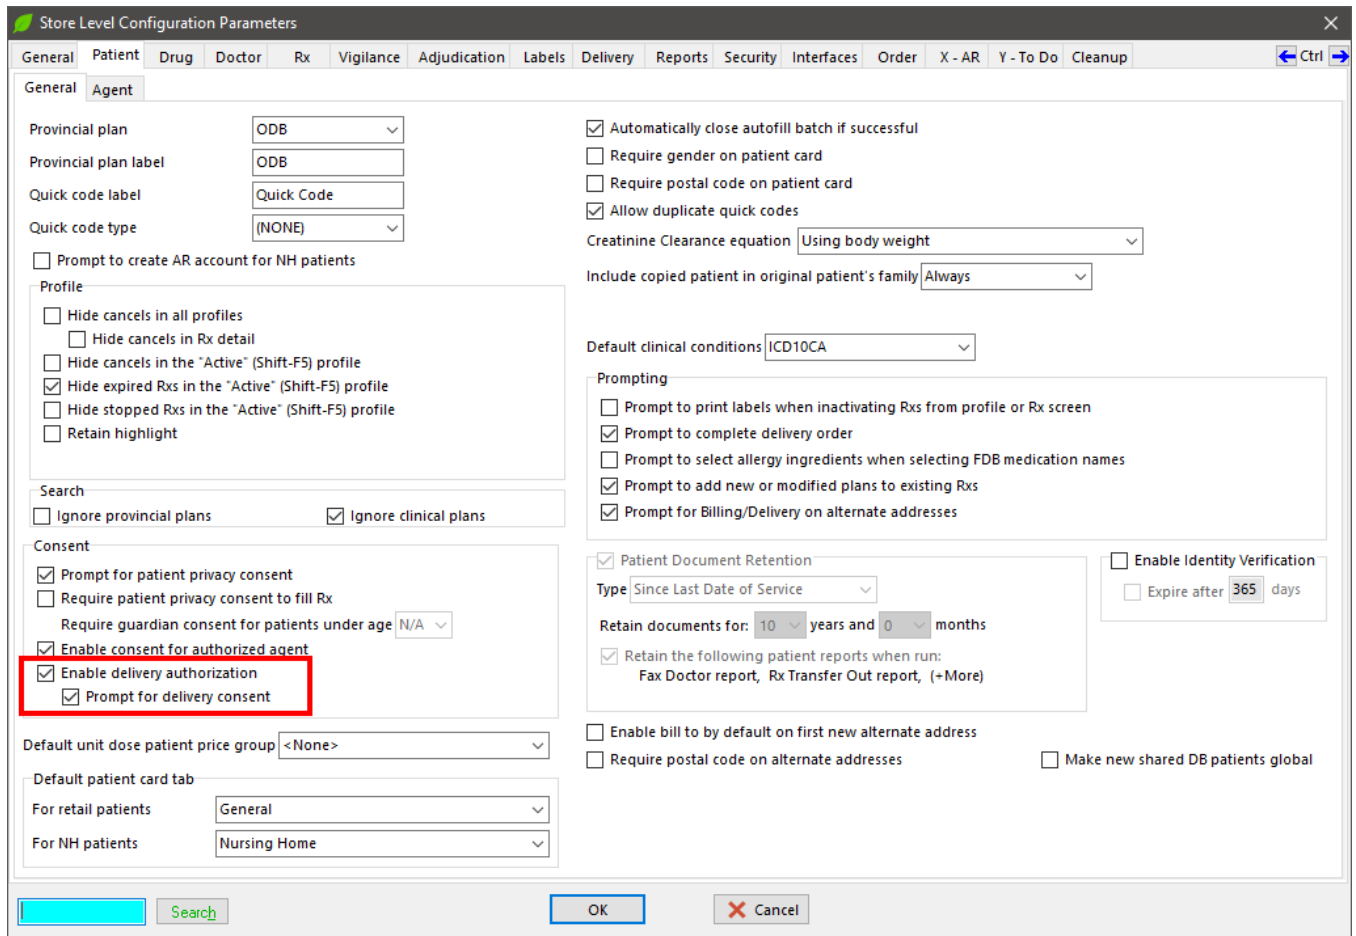 Store Level Configuration Parameters
General Patient Drug Doctor Rx Vigilance Adjudication Labels Delivery Reports Security Interfaces Order X - AR Y - To Do Cleanup Ctrl
General Agent
Provincial plan ODB
Provincial plan label ODB
Quick code label Quick Code
Quick code type (NONE)
Prompt to create AR account for NH patients
Profile
Hide cancels in all profiles
Hide cancels in Rx detail
Hide cancels in the "Active" (Shift-F5) profile
Hide expired Rxs in the "Active" (Shift-F5) profile
Hide stopped Rxs in the "Active" (Shift-F5) profile
Retain highlight
Search
Ignore provincial plans Ignore clinical plans
Consent
Prompt for patient privacy consent
Require patient privacy consent to fill Rx
Require guardian consent for patients under age N/A
Enable consent for authorized agent
Enable delivery authorization
Prompt for delivery consent
Default unit dose patient price group <None>
Default patient card tab
For retail patients General
For NH patients Nursing Home
Automatically close autofill batch if successful
Require gender on patient card
Require postal code on patient card
Allow duplicate quick codes
Creatinine Clearance equation Using body weight
Include copied patient in original patient's family Always
Default clinical conditions ICD10CA
Prompting
Prompt to print labels when inactivating Rxs from profile or Rx screen
Prompt to complete delivery order
Prompt to select allergy ingredients when selecting FDB medication names
Prompt to add new or modified plans to existing Rxs
Prompt for Billing/Delivery on alternate addresses
Patient Document Retention
Type Since Last Date of Service
Retain documents for: 10 years and 0 months
Retain the following patient reports when run:
Fax Doctor report, Rx Transfer Out report, (+More)
Enable Identity Verification
Expire after 365 days
Enable bill to by default on first new alternate address
Require postal code on alternate addresses Make new shared DB patients global
Search OK Cancel